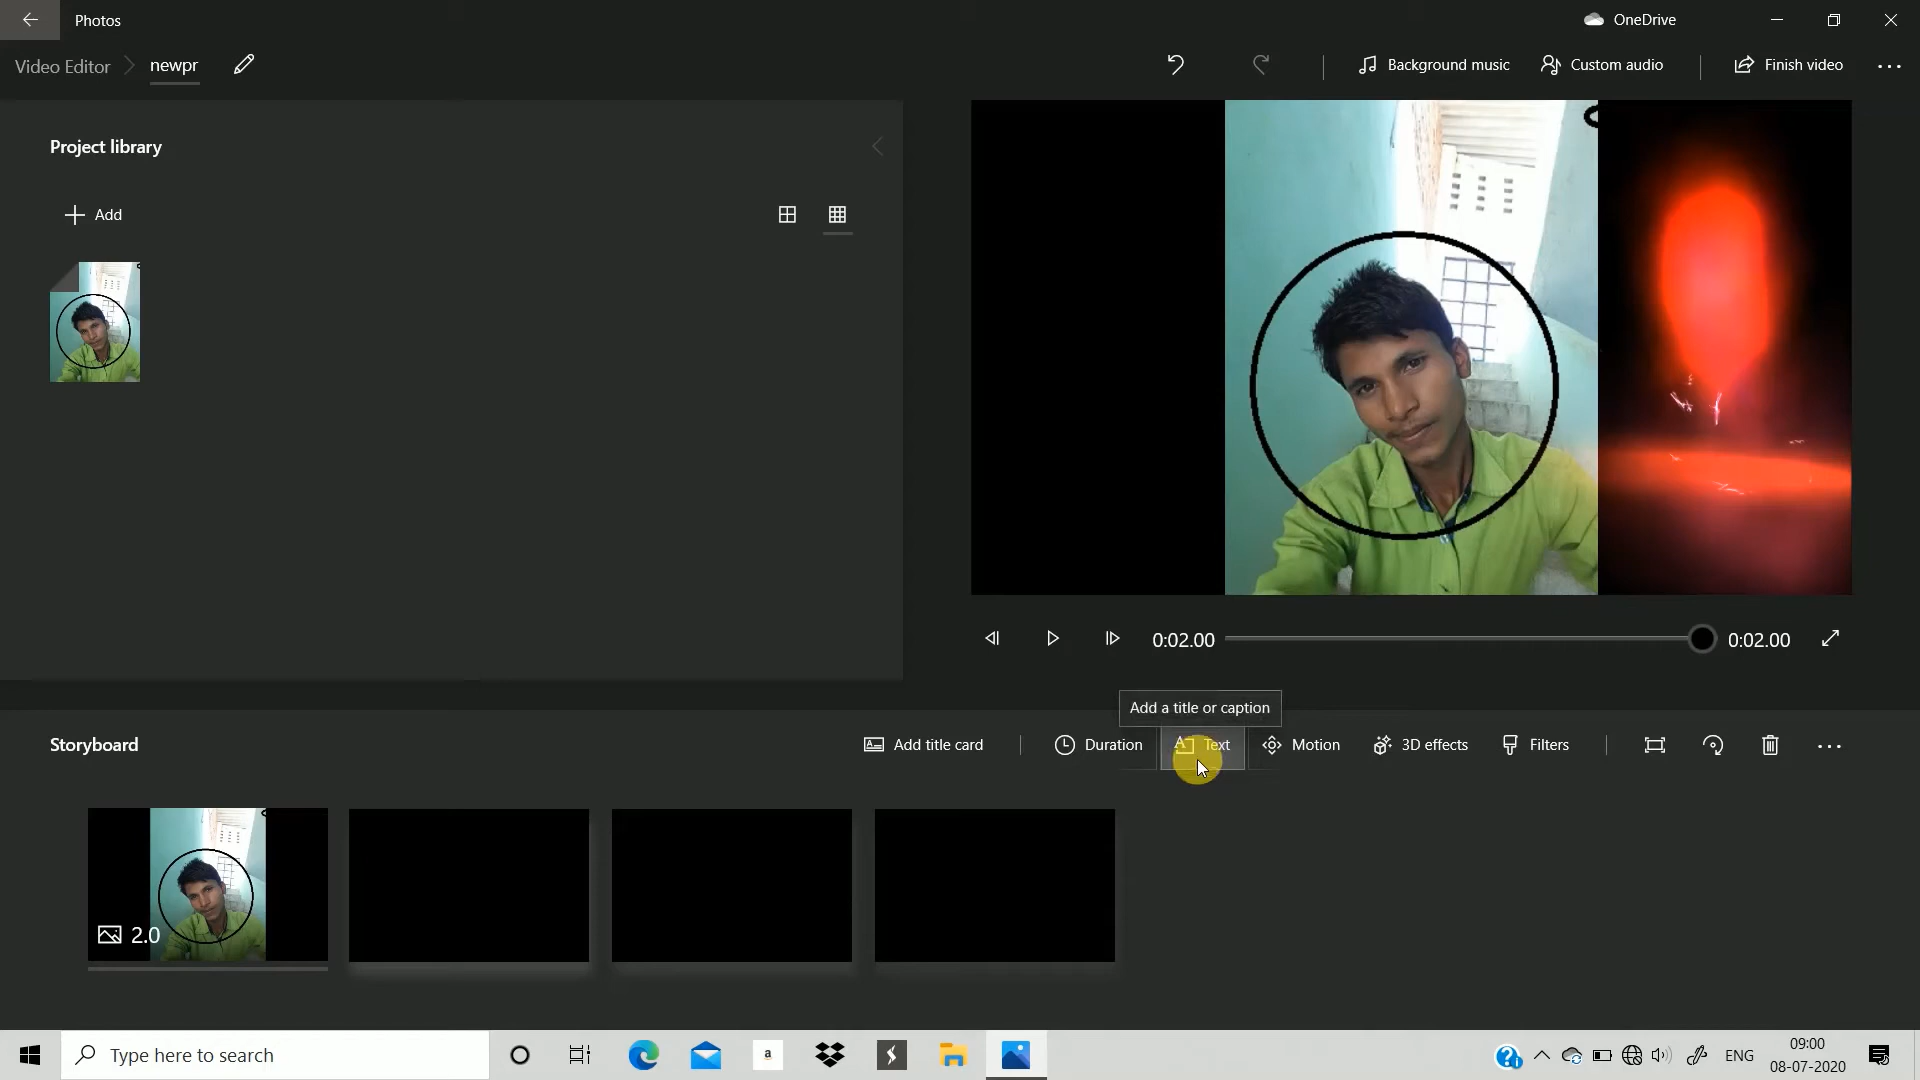 Photos
OneDrive
Video Editor
newpr
Background music
Custom audio
Finish video
Project library
Add
0:02.00
0:02.00
Add a title or caption
Storyboard
Add title card
Duration
Text
Motion
3D effects
Filters
2.0
Type here to search
a
ENG
09:00
08-07-2020